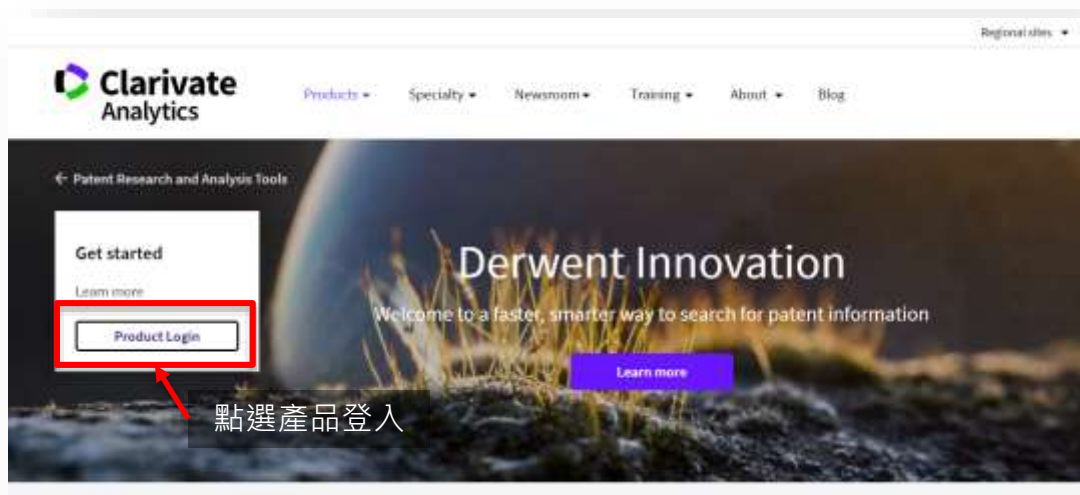 Regional sites
Clarivate
Analytics
Products
Specialty
Newsroom
Training
About
Blog
← Patent Research and Analysis Tools
Get started
Learn more
Product Login
Derwent Innovation
Welcome to a faster, smarter way to search for patent information
Learn more
點選產品登入